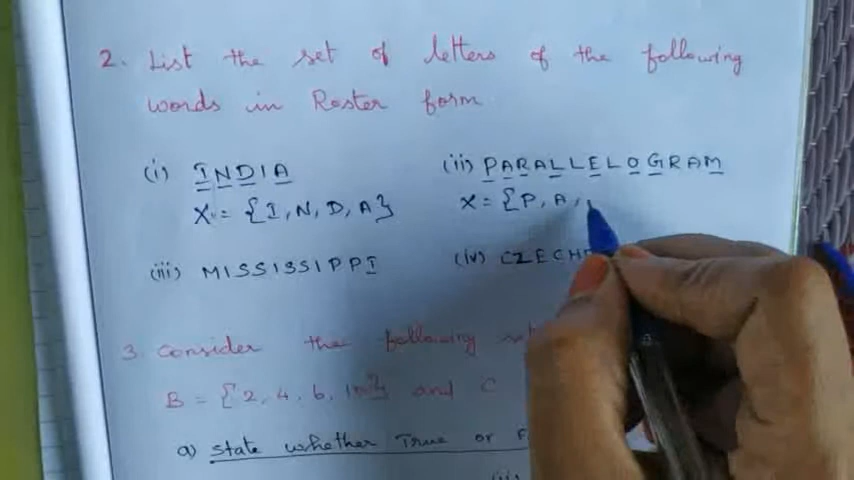 2. List the set of letters of the following
words in Roster form
(i) INDIA (ii) PARALLELOGRAM
X = {I, N, D, A} X = {P, A,
(iii) MISSISSIPPI (iv) CZECH
3 Consider the following
B = {2, 4, 6, and C
a) state whether True or F